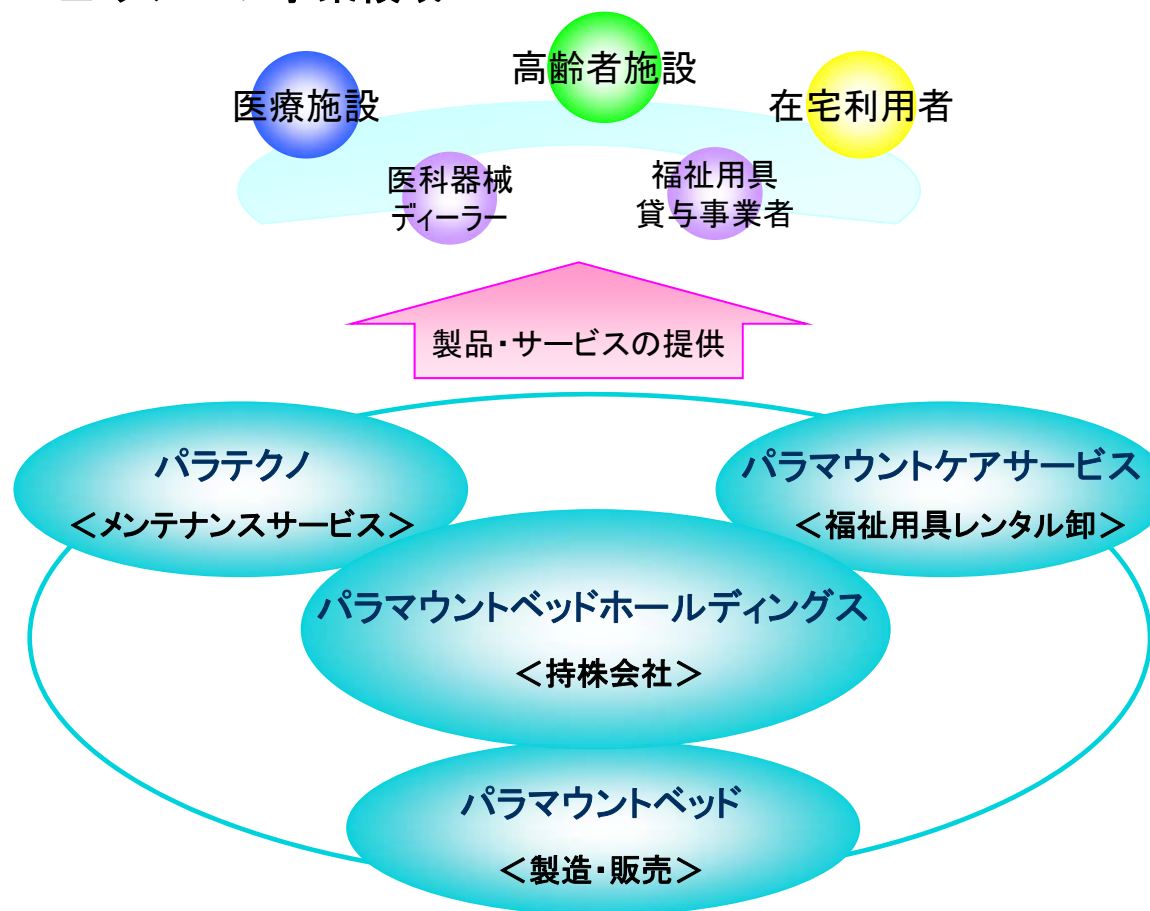 高齢者施設
医療施設
在宅利用者
医科器械
ディーラー
福祉用具
貸与事業者
製品・サービスの提供
パラテクノ
＜メンテナンスサービス＞
パラマウントケアサービス
＜福祉用具レンタル卸＞
パラマウントベッドホールディングス
＜持株会社＞
パラマウントベッド
＜製造・販売＞